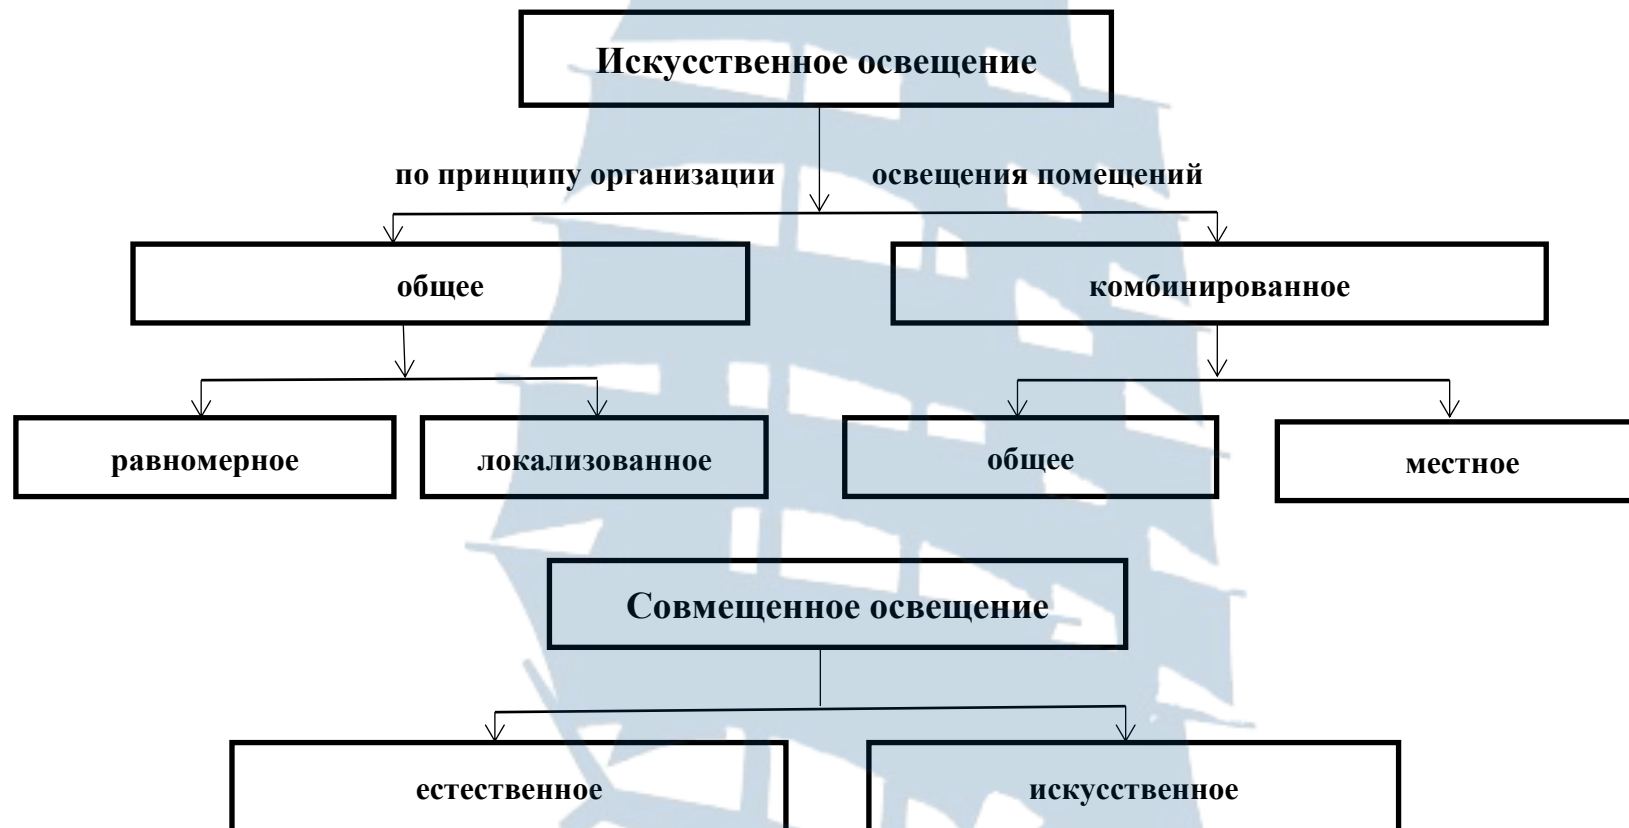 Искусственное освещение
по принципу организации освещения помещений
общее комбинированное
равномерное локализованное общее местное
Совмещенное освещение
естественное искусственное